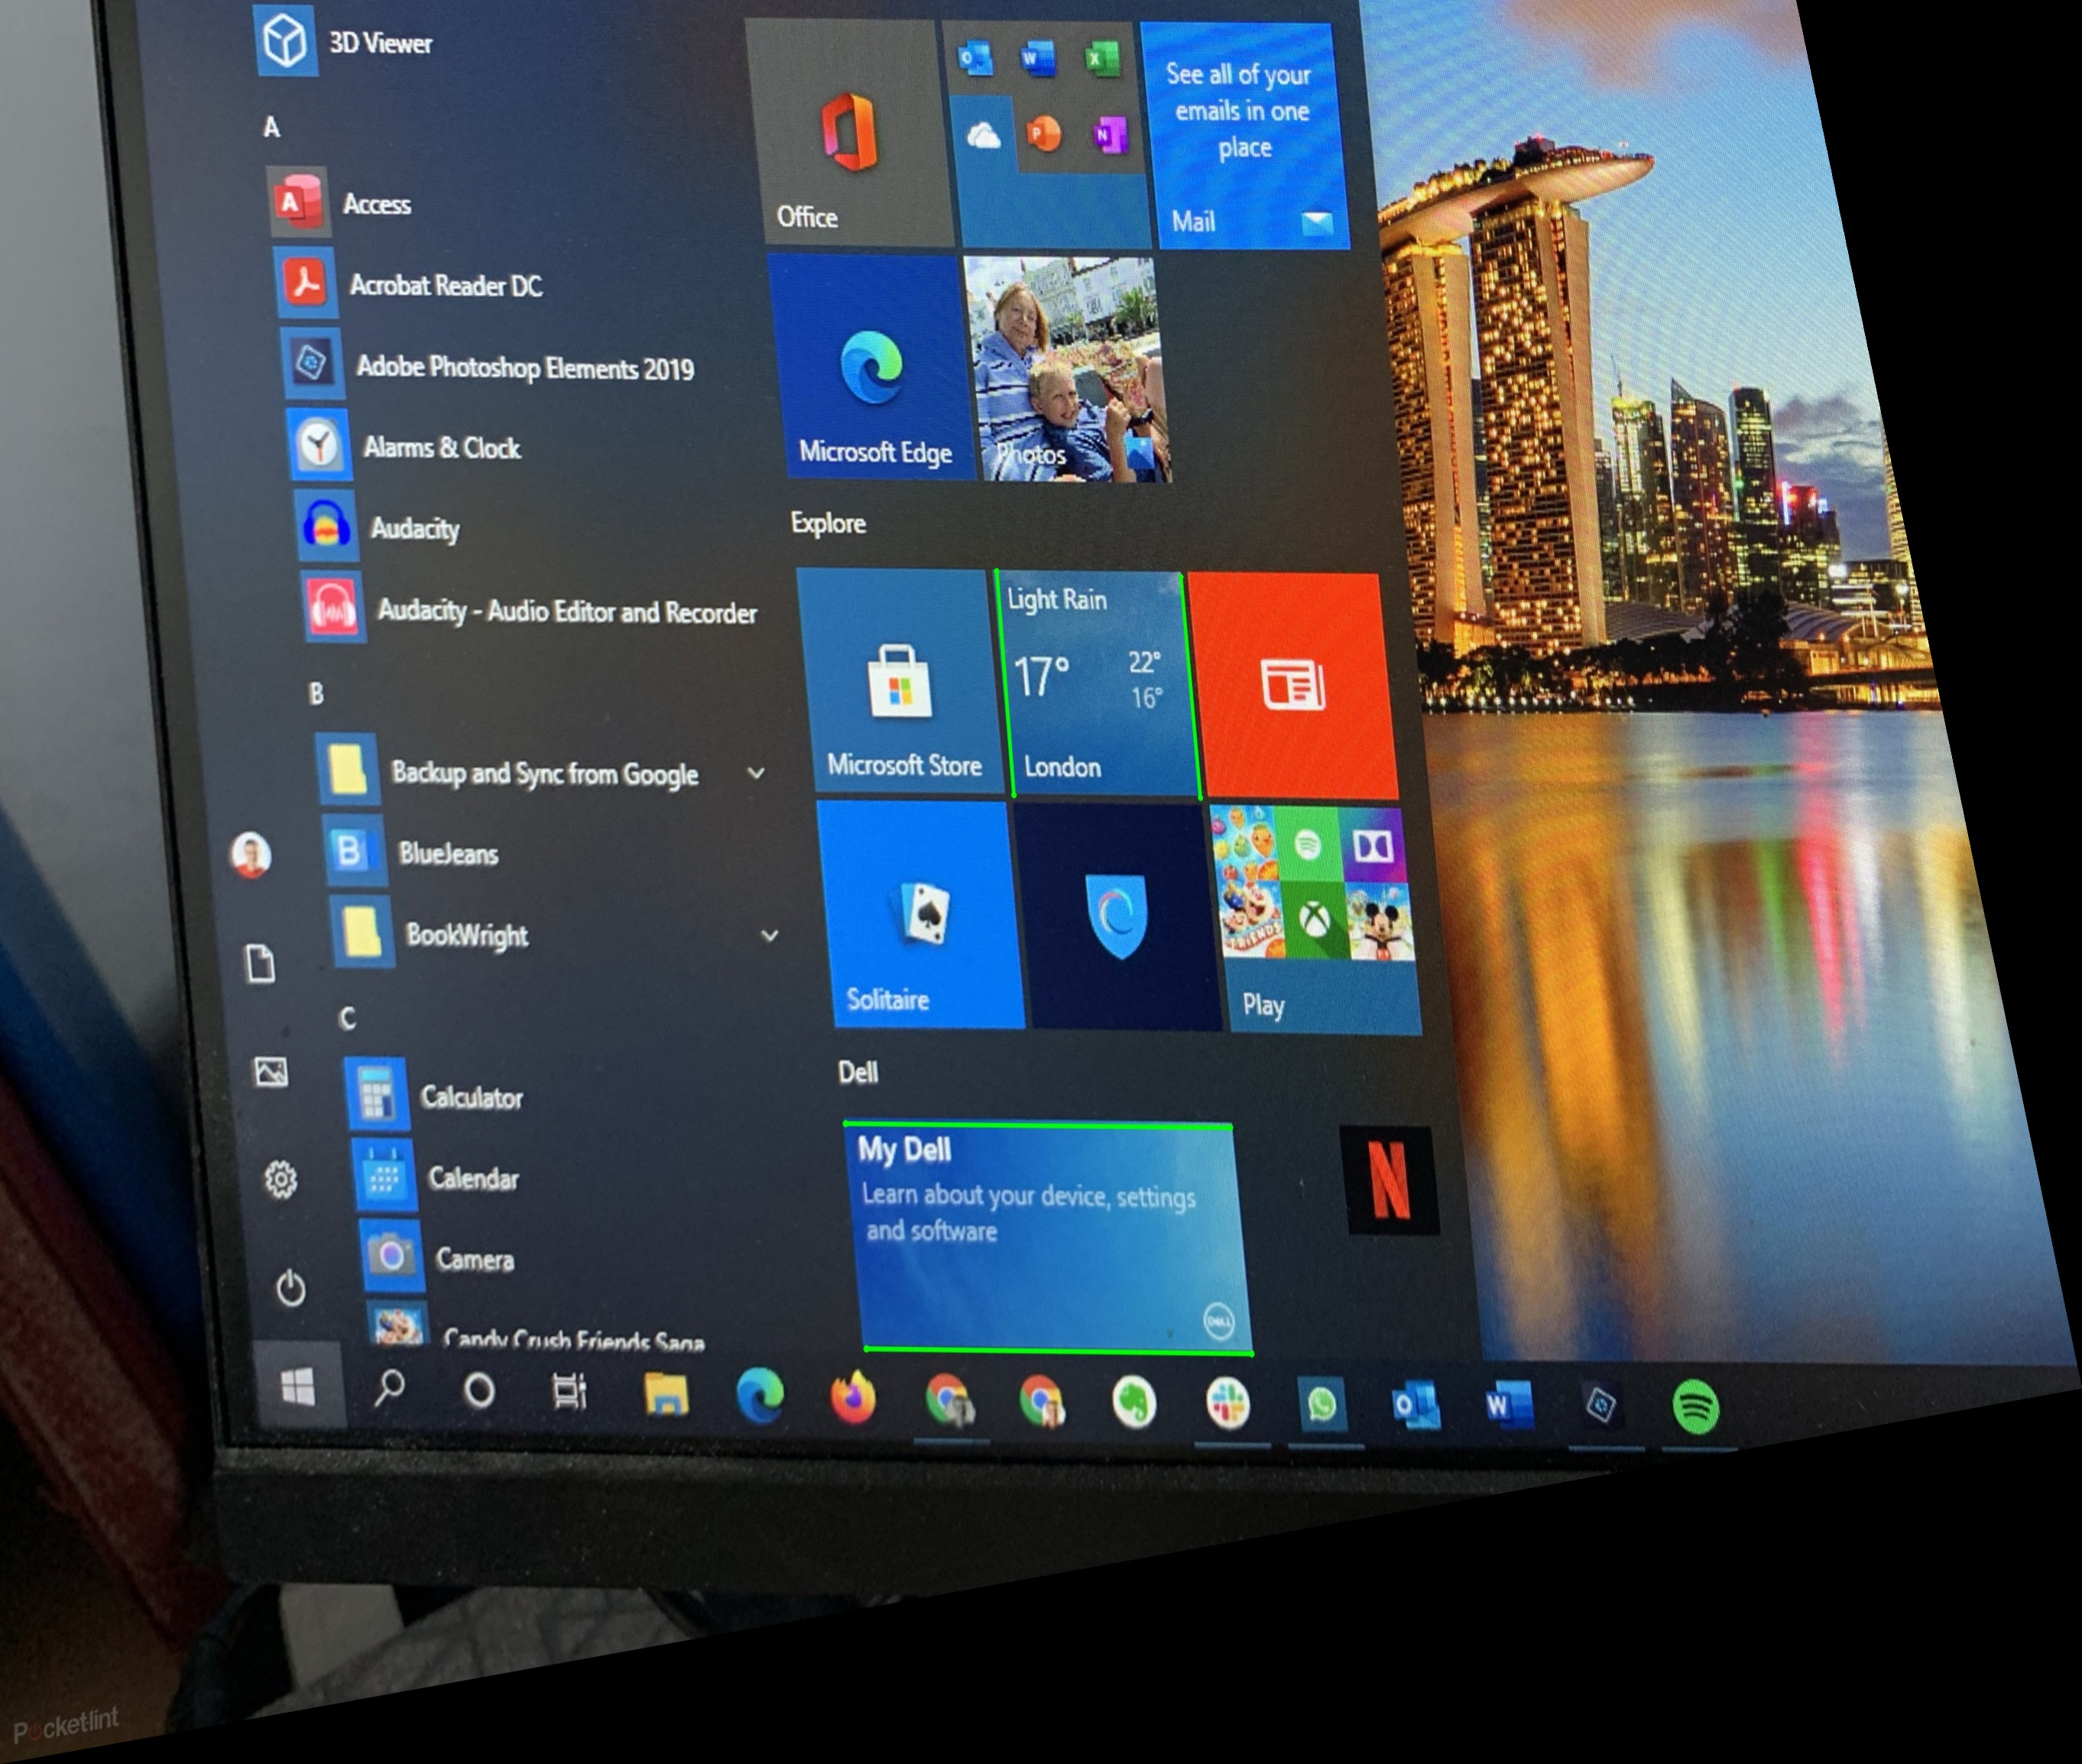 3D Viewer
A
Access
Acrobat Reader DC
Adobe Photoshop Elements 2019
Alarms & Clock
Audacity
Audacity - Audio Editor and Recorder
B
Backup and Sync from Google
BlueJeans
BookWright
C
Calculator
Calendar
Camera
Candy Crush Friends Saga
Office
See all of your
emails in one
place
Mail
Microsoft Edge
Photos
Explore
Microsoft Store
Light Rain
17° 22°
16°
London
Solitaire
FRIENDS
Play
Dell
My Dell
Learn about your device, settings
and software
DELL
N
Pocketlint